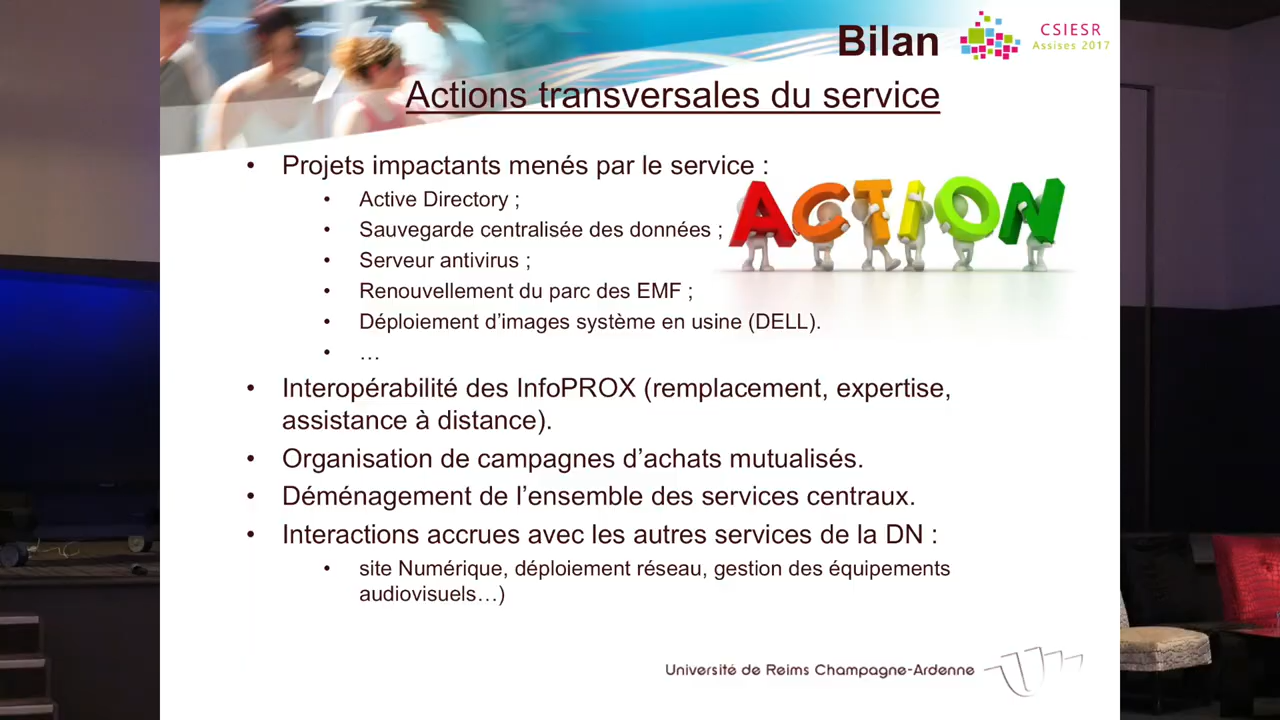 Bilan
CSIESR
Assises 2017
Actions transversales du service
• Projets impactants menés par le service :
• Active Directory ;
• Sauvegarde centralisée des données ;
• Serveur antivirus ;
• Renouvellement du parc des EMF ;
• Déploiement d’images système en usine (DELL).
• …
ACTION
• Interopérabilité des InfoPROX (remplacement, expertise,
assistance à distance).
• Organisation de campagnes d’achats mutualisés.
• Déménagement de l’ensemble des services centraux.
• Interactions accrues avec les autres services de la DN :
• site Numérique, déploiement réseau, gestion des équipements
audiovisuels…)
Université de Reims Champagne-Ardenne